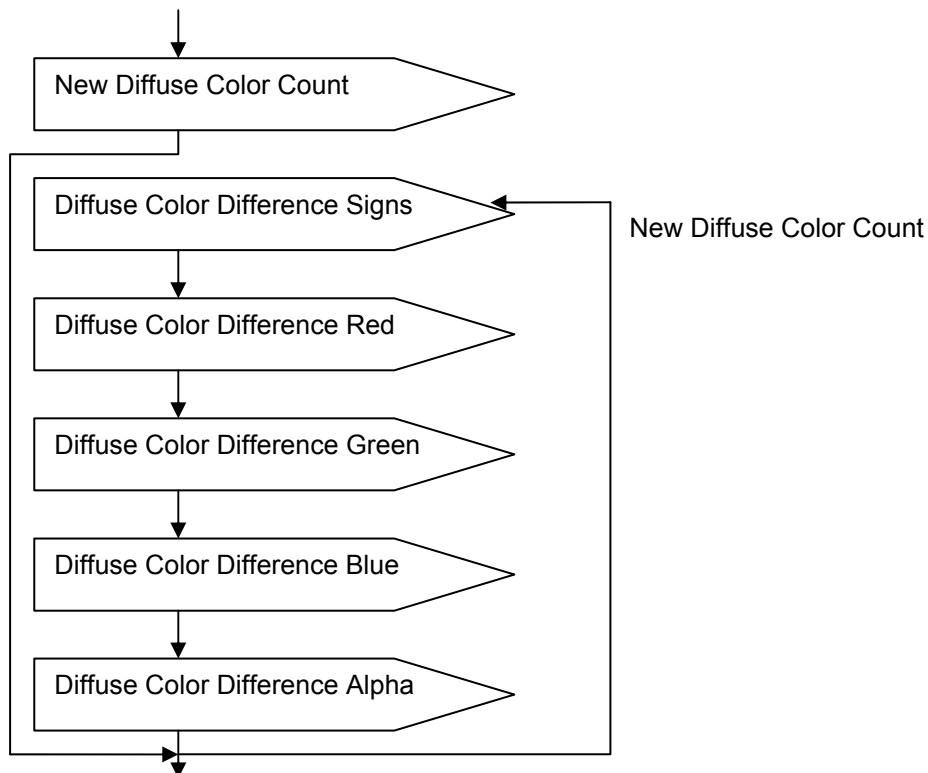 New Diffuse Color Count
Diffuse Color Difference Signs
New Diffuse Color Count
Diffuse Color Difference Red
Diffuse Color Difference Green
Diffuse Color Difference Blue
Diffuse Color Difference Alpha